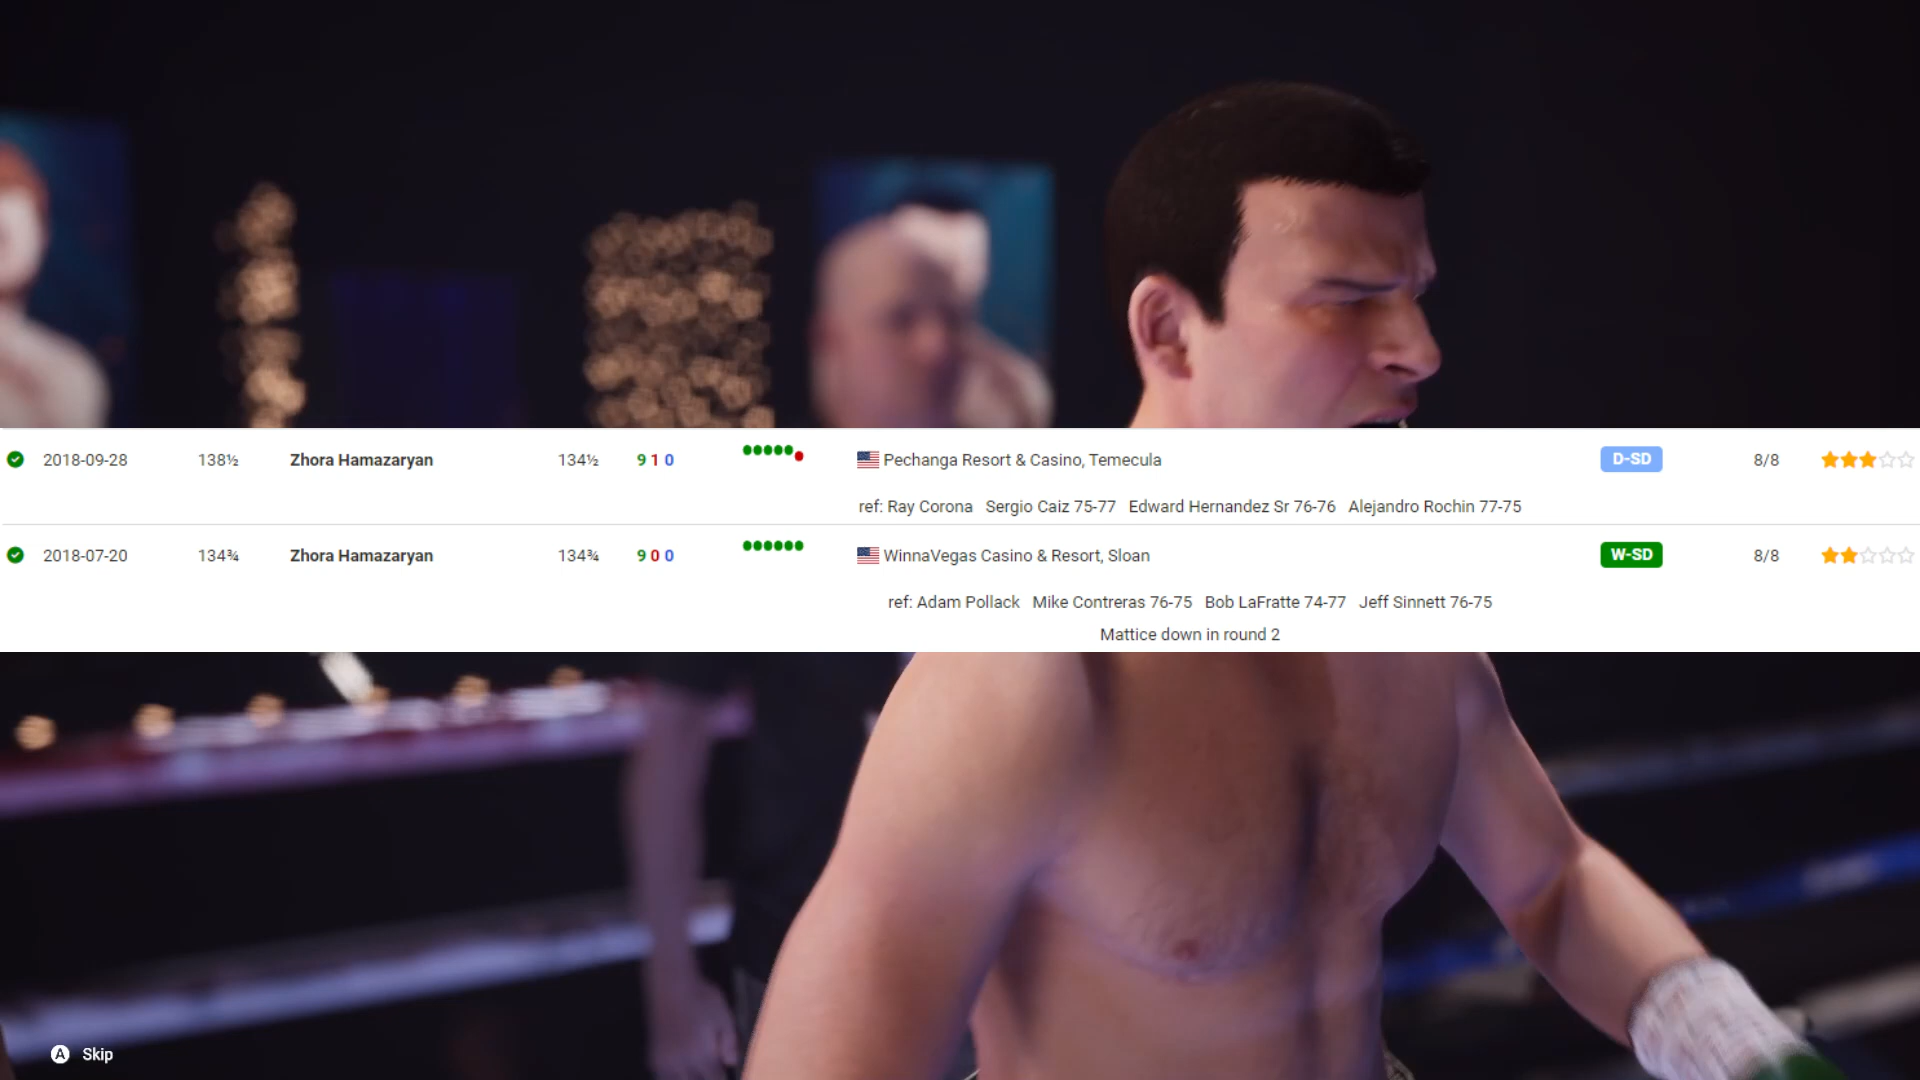 2018-09-28 138½ Zhora Hamazaryan 134½ 9 1 0 Pechanga Resort & Casino, Temecula D-SD 8/8
ref: Ray Corona Sergio Caiz 75-77 Edward Hernandez Sr 76-76 Alejandro Rochin 77-75
2018-07-20 134¾ Zhora Hamazaryan 134¾ 9 0 0 WinnaVegas Casino & Resort, Sloan W-SD 8/8
ref: Adam Pollack Mike Contreras 76-75 Bob LaFratte 74-77 Jeff Sinnett 76-75
Mattice down in round 2
A Skip